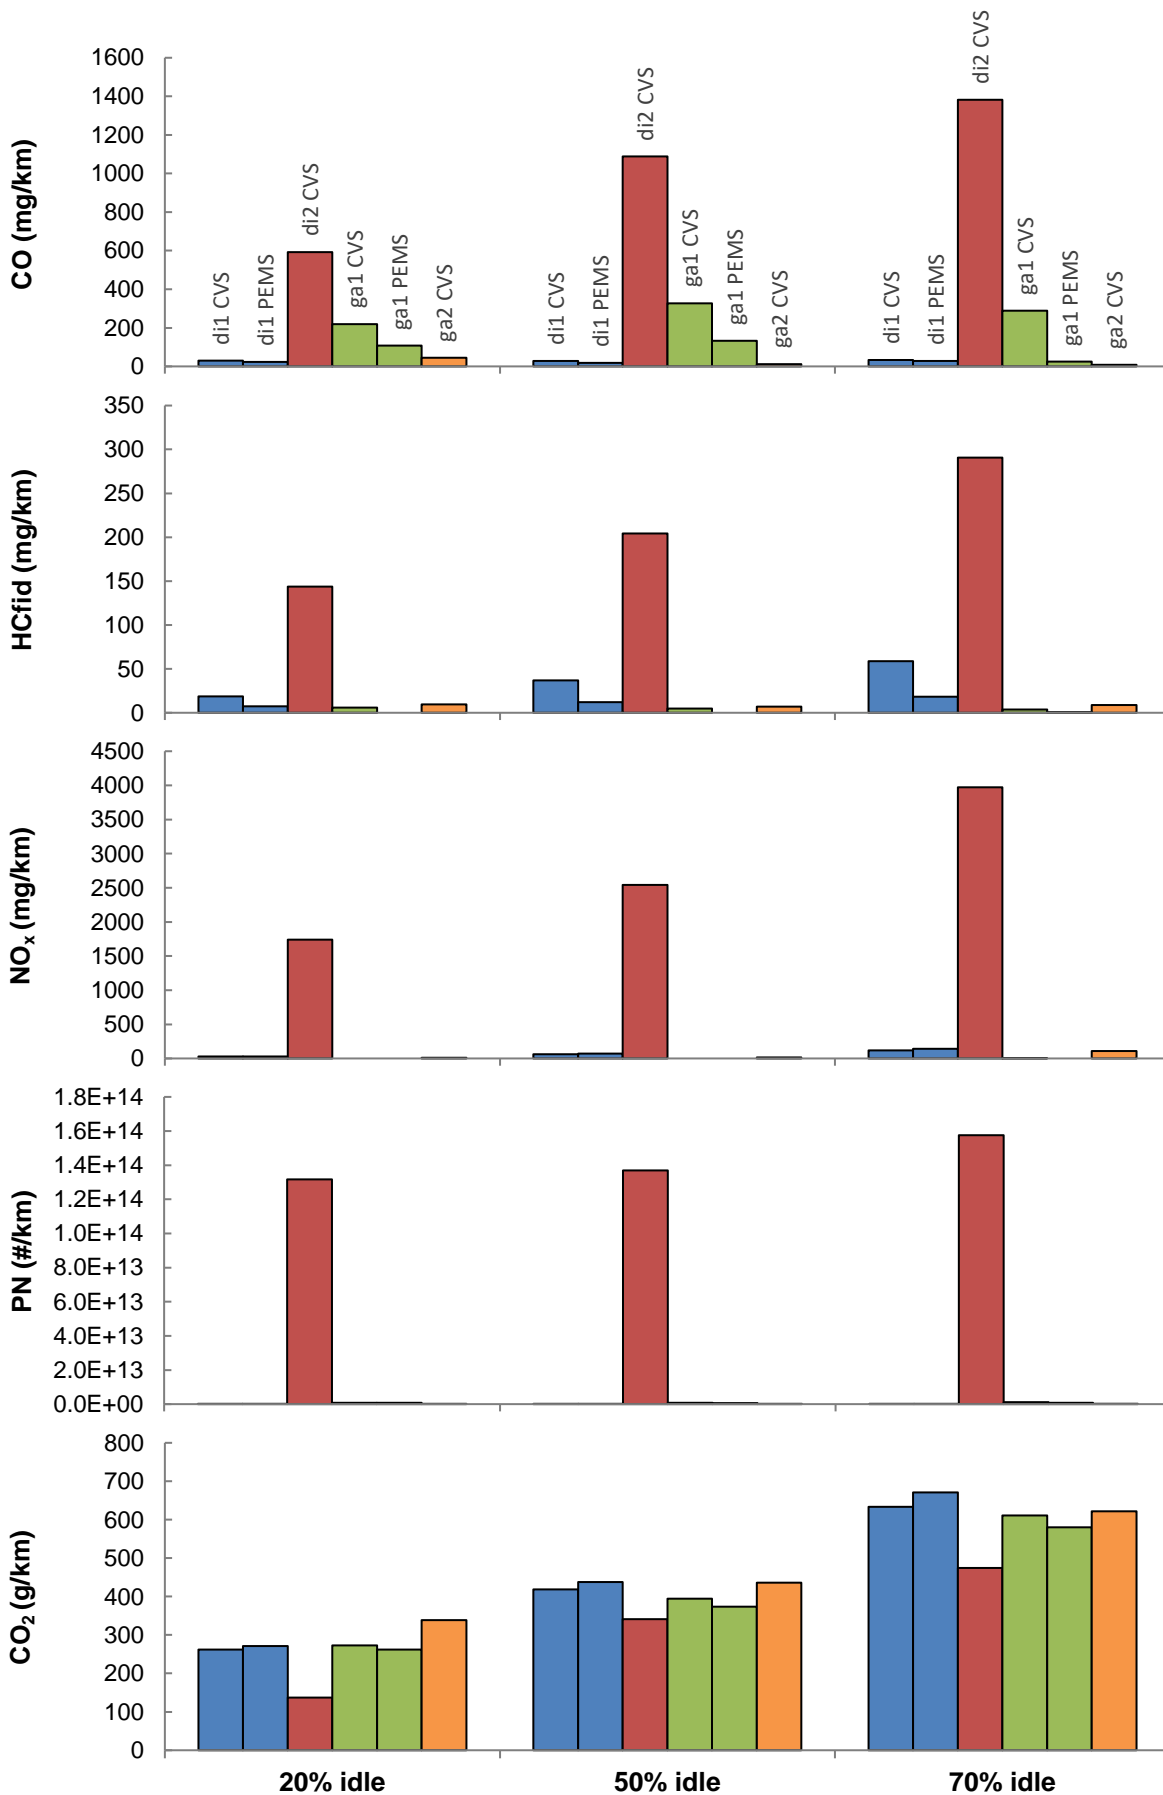 CO (mg/km)
1600
1400
1200
1000
800
600
400
200
0
di1 CVS
di1 PEMS
di2 CVS
ga1 CVS
ga1 PEMS
ga2 CVS
di1 CVS
di1 PEMS
di2 CVS
ga1 CVS
ga1 PEMS
ga2 CVS
di1 CVS
di1 PEMS
di2 CVS
ga1 CVS
ga1 PEMS
ga2 CVS
HCfid (mg/km)
350
300
250
200
150
100
50
0
NOₓ (mg/km)
4500
4000
3500
3000
2500
2000
1500
1000
500
0
PN (#/km)
1.8E+14
1.6E+14
1.4E+14
1.2E+14
1.0E+14
8.0E+13
6.0E+13
4.0E+13
2.0E+13
0.0E+00
CO₂ (g/km)
800
700
600
500
400
300
200
100
0
20% idle
50% idle
70% idle